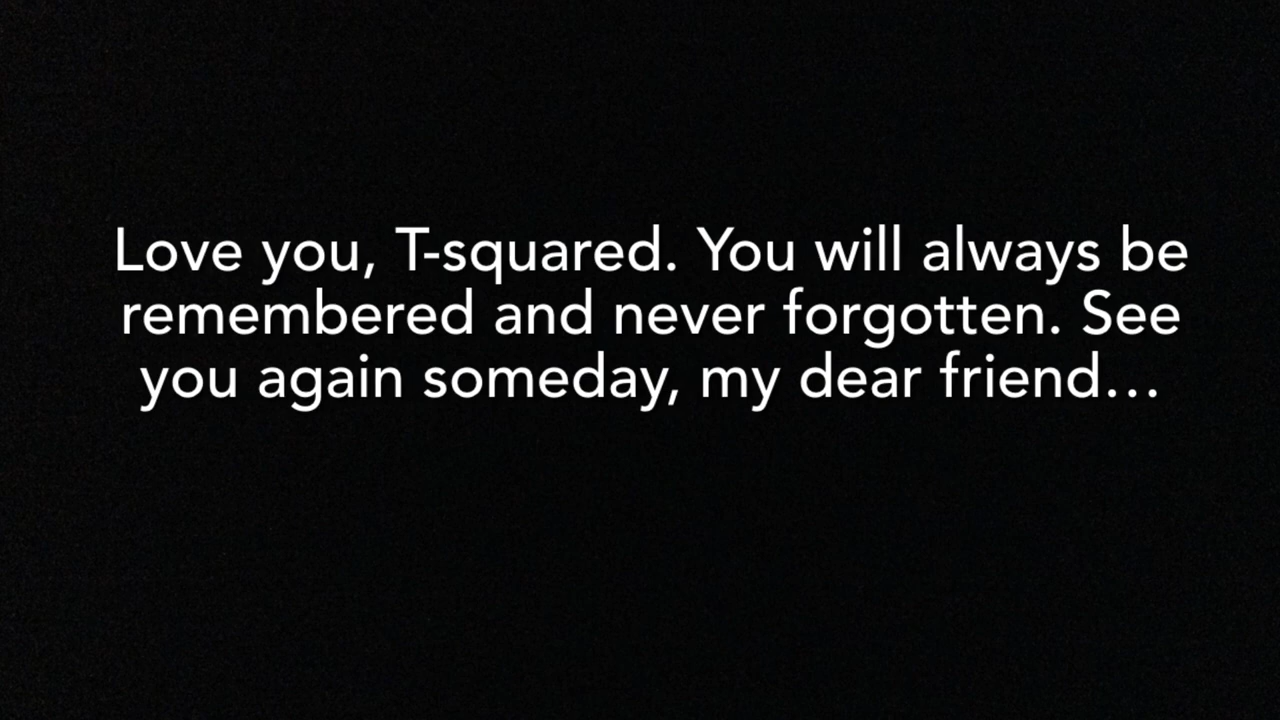 Love you, T-squared. You will always be
remembered and never forgotten. See
you again someday, my dear friend…